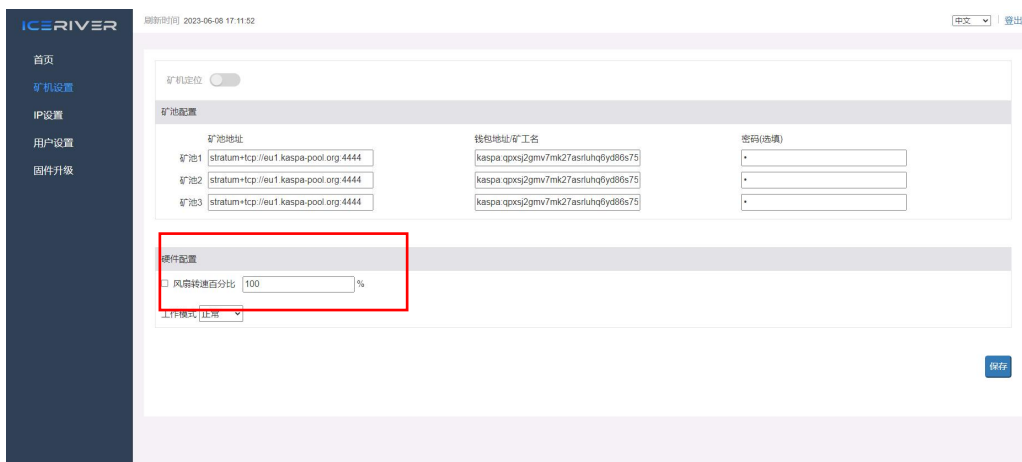 ICERIVER
刷新时间 2023-06-08 17:11:52
中文
登出
首页
矿机设置
IP设置
用户设置
固件升级
矿机定位
矿池配置
矿池地址 钱包地址/矿工名 密码(选填)
矿池1 stratum+tcp://eu1.kaspa-pool.org:4444 kaspa:qpxsj2gmv7mk27asrluhq6yd86s75 •
矿池2 stratum+tcp://eu1.kaspa-pool.org:4444 kaspa:qpxsj2gmv7mk27asrluhq6yd86s75 •
矿池3 stratum+tcp://eu1.kaspa-pool.org:4444 kaspa:qpxsj2gmv7mk27asrluhq6yd86s75 •
硬件配置
风扇转速百分比 100 %
工作模式 正常
保存